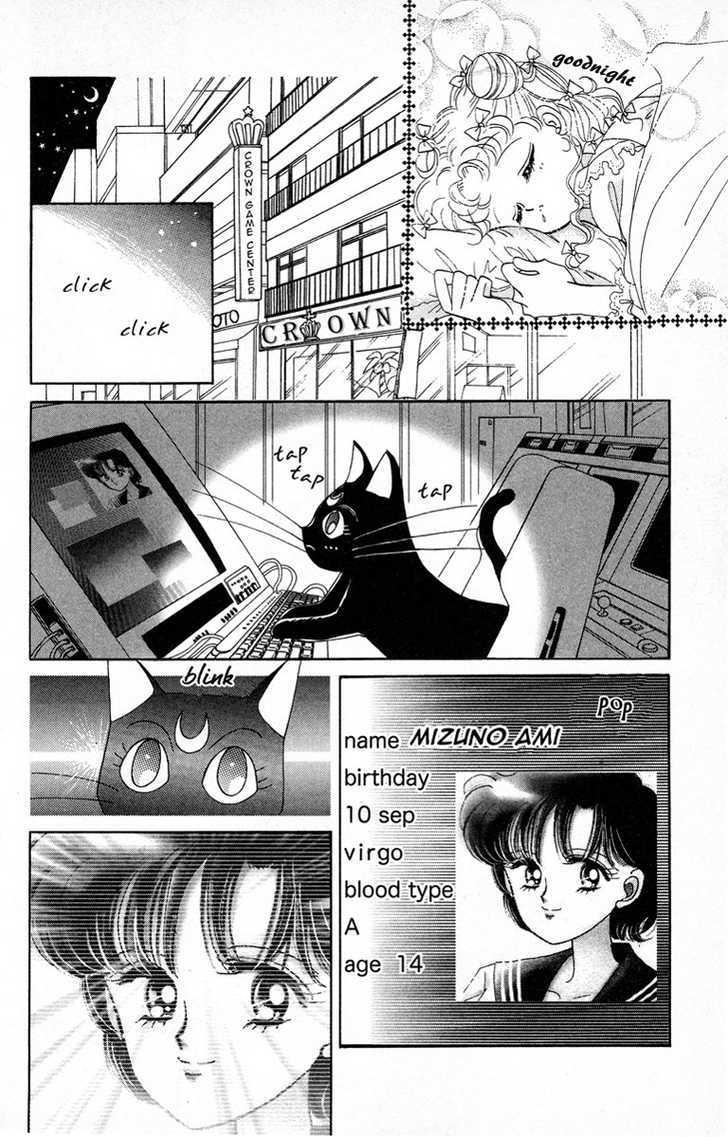 goodnight
CROWN GAME CENTER
OTO
CROWN
click
click
tap
tap
tap
blink
pop
name MIZUNO AMI
birthday
10 sep
virgo
blood type
A
age 14